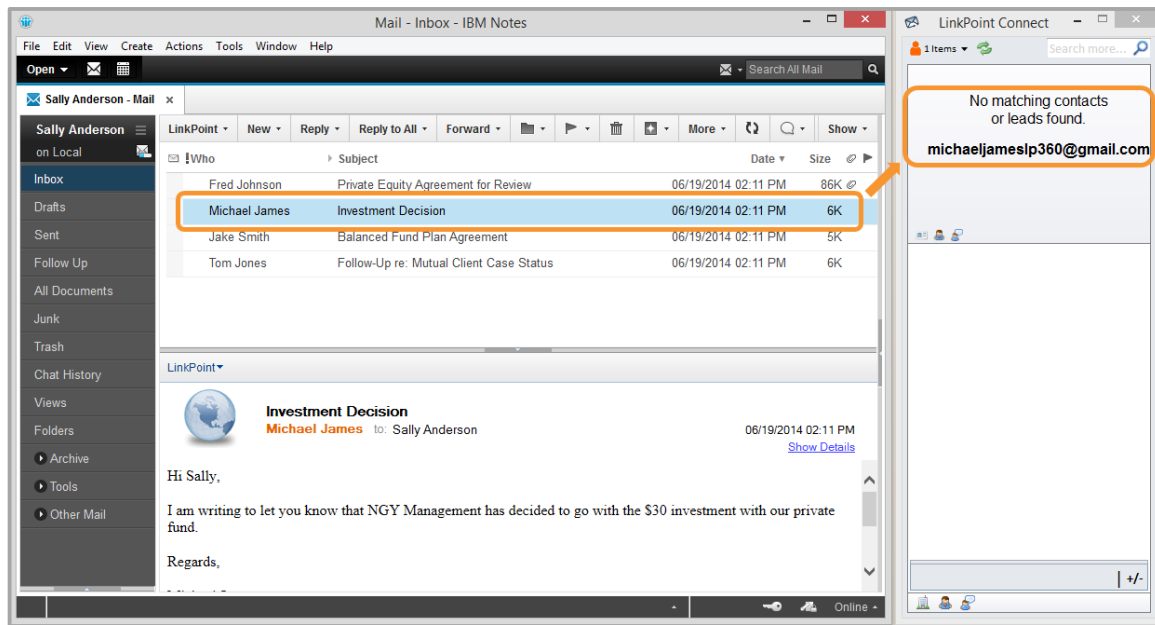 Mail - Inbox - IBM Notes
File Edit View Create Actions Tools Window Help
Open
Search All Mail
Sally Anderson - Mail
Sally Anderson
on Local
Inbox
Drafts
Sent
Follow Up
All Documents
Junk
Trash
Chat History
Views
Folders
Archive
Tools
Other Mail
LinkPoint New Reply Reply to All Forward More Show
! Who Subject Date Size
Fred Johnson Private Equity Agreement for Review 06/19/2014 02:11 PM 86K
Michael James Investment Decision 06/19/2014 02:11 PM 6K
Jake Smith Balanced Fund Plan Agreement 06/19/2014 02:11 PM 5K
Tom Jones Follow-Up re: Mutual Client Case Status 06/19/2014 02:11 PM 6K
LinkPoint
Investment Decision
Michael James to: Sally Anderson
06/19/2014 02:11 PM
Show Details
Hi Sally,
I am writing to let you know that NGY Management has decided to go with the $30 investment with our private
fund.
Regards,
Online
LinkPoint Connect
1 Items
Search more...
No matching contacts
or leads found.
michaeljameslp360@gmail.com
+/-